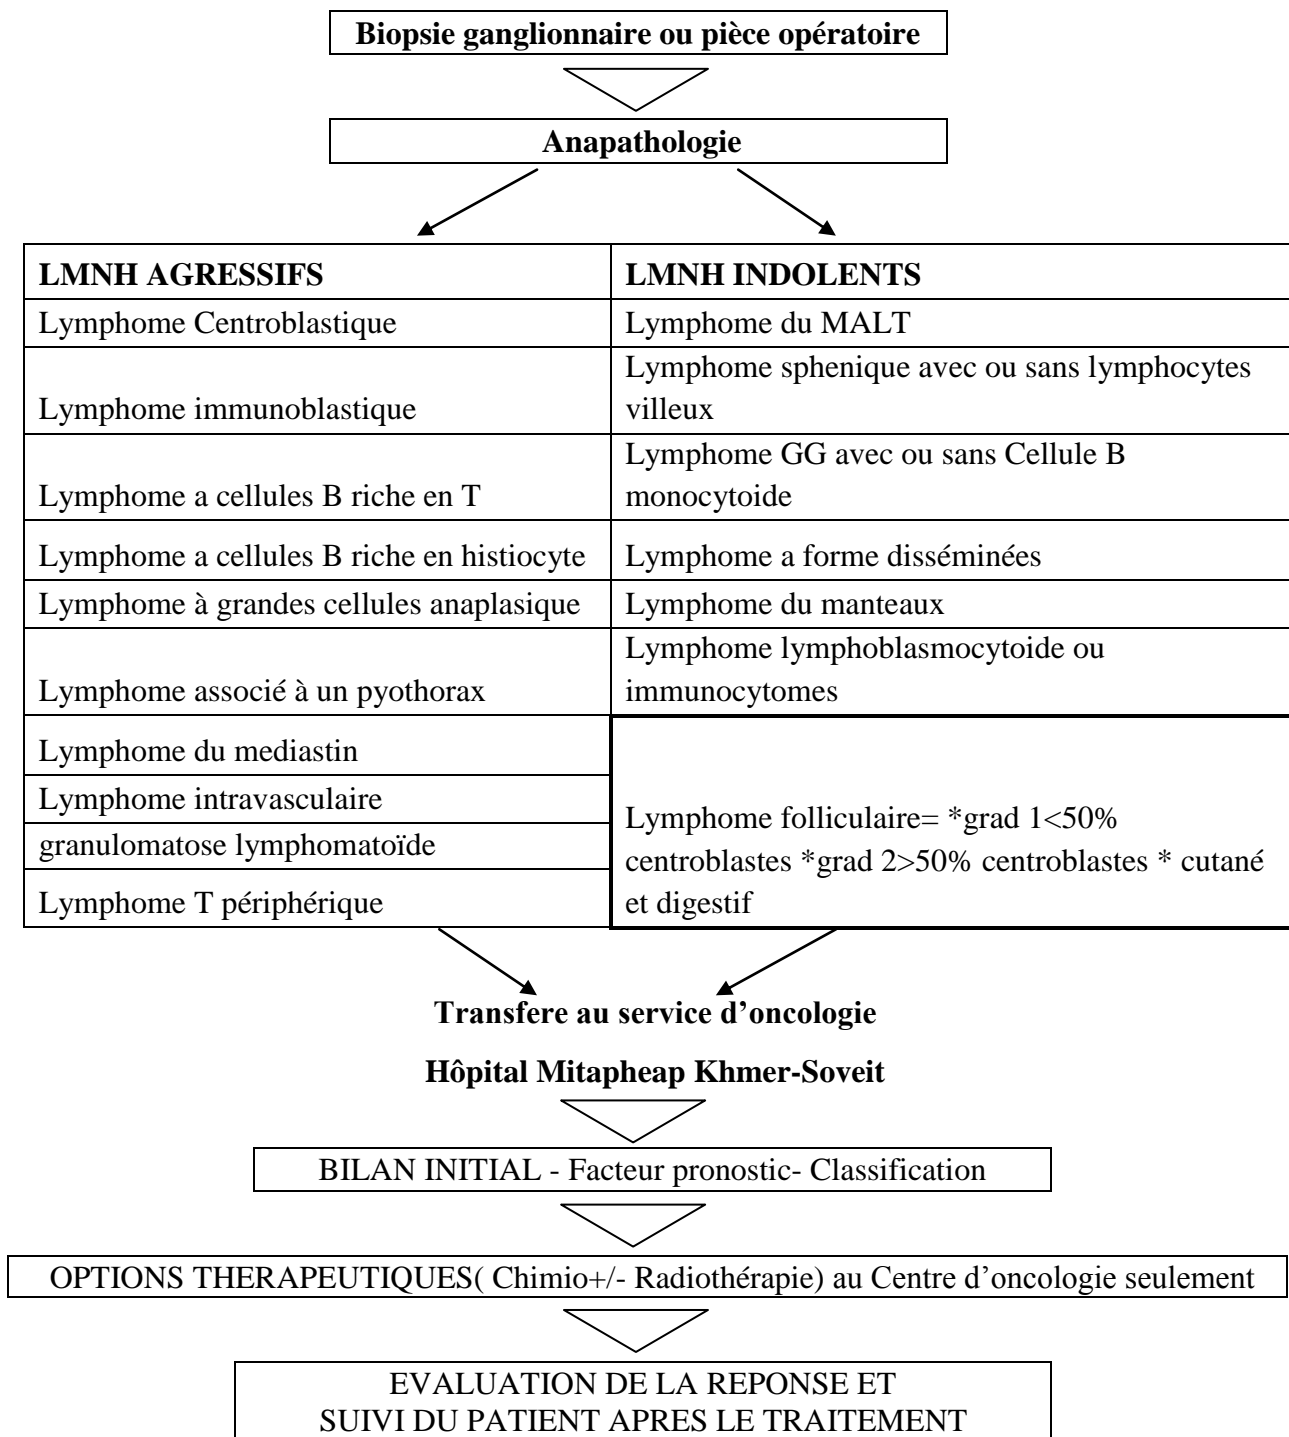 Biopsie ganglionnaire ou pièce opératoire
Anapathologie
LMNH AGRESSIFS
LMNH INDOLENTS
Lymphome Centroblastique
Lymphome du MALT
Lymphome immunoblastique
Lymphome sphenique avec ou sans lymphocytes
villeux
Lymphome a cellules B riche en T
Lymphome GG avec ou sans Cellule B
monocytoide
Lymphome a cellules B riche en histiocyte
Lymphome a forme disséminées
Lymphome à grandes cellules anaplasique
Lymphome du manteaux
Lymphome associé à un pyothorax
Lymphome lymphoblasmocytoide ou
immunocytomes
Lymphome du mediastin
Lymphome intravasculaire
granulomatose lymphomatoïde
Lymphome T périphérique
Lymphome folliculaire= *grad 1<50%
centroblastes *grad 2>50% centroblastes * cutané
et digestif
Transfere au service d’oncologie
Hôpital Mitapheap Khmer-Soveit
BILAN INITIAL - Facteur pronostic- Classification
OPTIONS THERAPEUTIQUES( Chimio+/- Radiothérapie) au Centre d’oncologie seulement
EVALUATION DE LA REPONSE ET
SUIVI DU PATIENT APRES LE TRAITEMENT